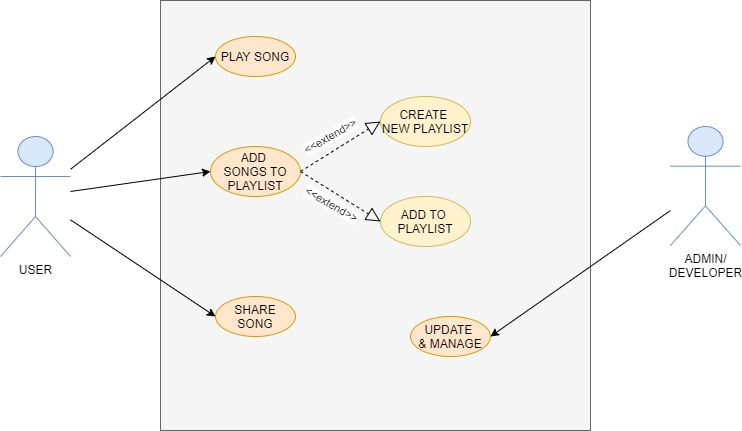 PLAY SONG
CREATE
NEW PLAYLIST
<<extend>>
ADD
SONGS TO
PLAYLIST
<<extend>>
ADD TO
PLAYLIST
USER
ADMIN/
DEVELOPER
SHARE
SONG
UPDATE
& MANAGE